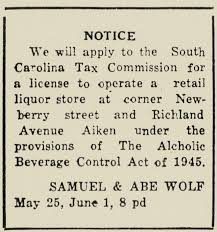 NOTICE
We will apply to the South
Carolina Tax Commission for
a license to operate a retail
liquor store at corner New-
berry street and Richland
Avenue Aiken under the
provisions of The Alcholic
Beverage Control Act of 1945.
SAMUEL & ABE WOLF
May 25, June 1, 8 pd